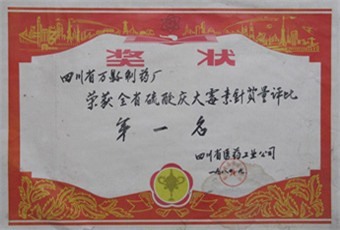 奖状
四川省万县制药厂
荣获全省硫酸庆大霉素针质量评比
第一名
四川省医药工业公司